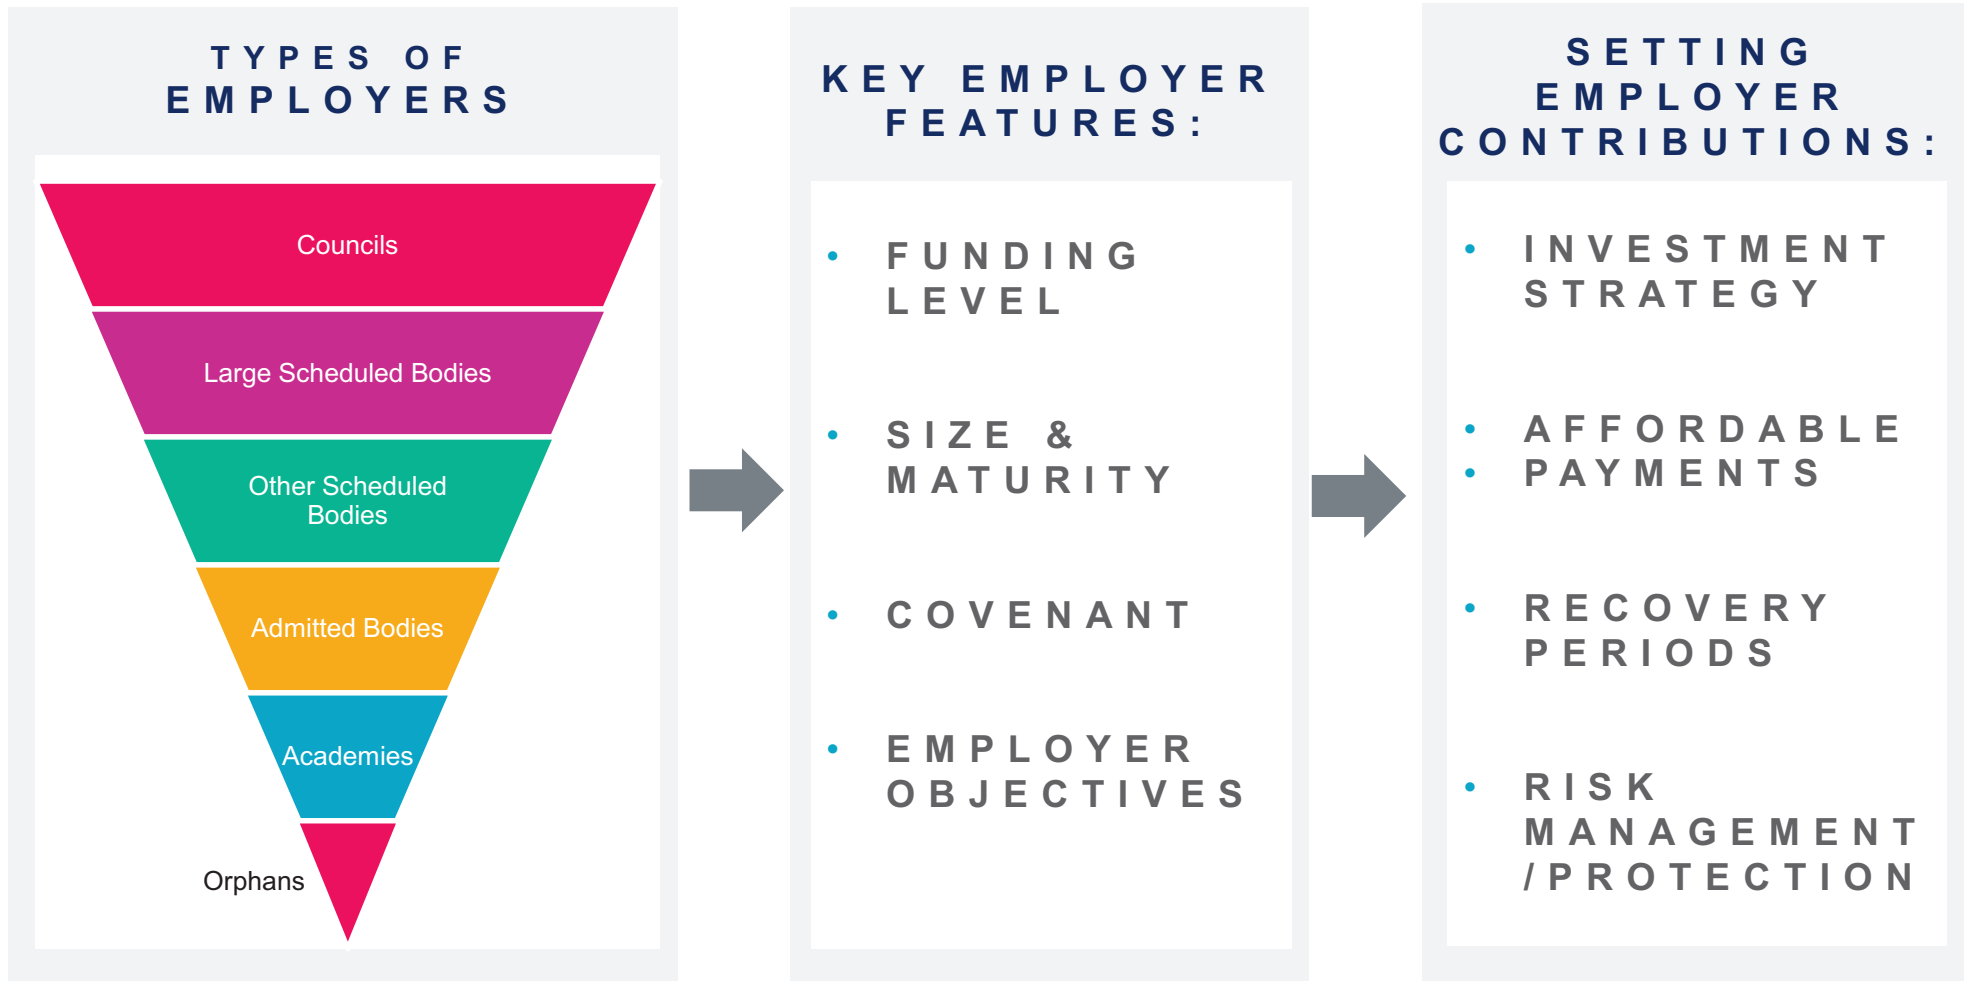 TYPES OF
EMPLOYERS
Councils
Large Scheduled Bodies
Other Scheduled
Bodies
Admitted Bodies
Academies
Orphans
KEY EMPLOYER
FEATURES:
• FUNDING
LEVEL
• SIZE &
MATURITY
• COVENANT
• EMPLOYER
OBJECTIVES
SETTING
EMPLOYER
CONTRIBUTIONS:
• INVESTMENT
STRATEGY
• AFFORDABLE
• PAYMENTS
• RECOVERY
PERIODS
• RISK
MANAGEMENT
/PROTECTION